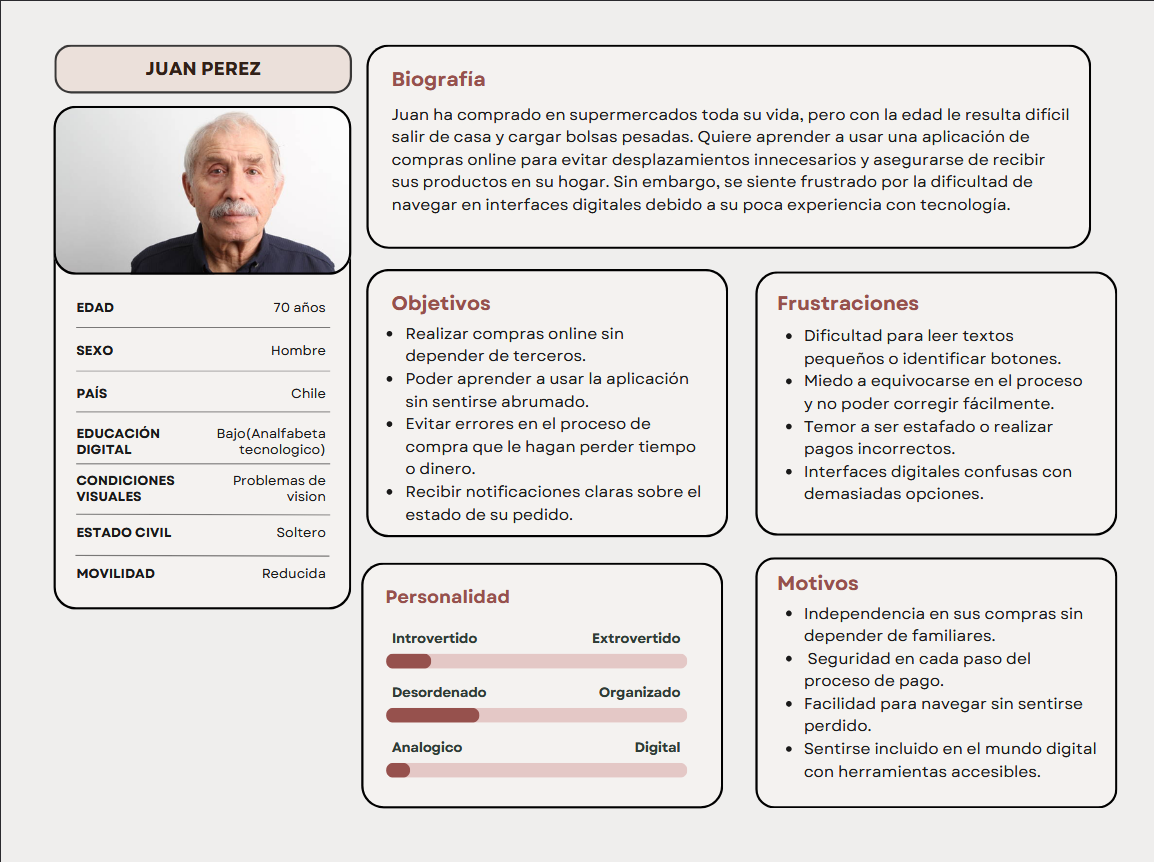 JUAN PEREZ
EDAD 70 años
SEXO Hombre
PAÍS Chile
EDUCACIÓN DIGITAL Bajo(Analfabeta
tecnologico)
CONDICIONES VISUALES Problemas de
vision
ESTADO CIVIL Soltero
MOVILIDAD Reducida
Biografía
Juan ha comprado en supermercados toda su vida, pero con la edad le resulta difícil
salir de casa y cargar bolsas pesadas. Quiere aprender a usar una aplicación de
compras online para evitar desplazamientos innecesarios y asegurarse de recibir
sus productos en su hogar. Sin embargo, se siente frustrado por la dificultad de
navegar en interfaces digitales debido a su poca experiencia con tecnología.
Objetivos
• Realizar compras online sin
depender de terceros.
• Poder aprender a usar la aplicación
sin sentirse abrumado.
• Evitar errores en el proceso de
compra que le hagan perder tiempo
o dinero.
• Recibir notificaciones claras sobre el
estado de su pedido.
Frustraciones
• Dificultad para leer textos
pequeños o identificar botones.
• Miedo a equivocarse en el proceso
y no poder corregir fácilmente.
• Temor a ser estafado o realizar
pagos incorrectos.
• Interfaces digitales confusas con
demasiadas opciones.
Personalidad
Introvertido Extrovertido
Desordenado Organizado
Analogico Digital
Motivos
• Independencia en sus compras sin
depender de familiares.
• Seguridad en cada paso del
proceso de pago.
• Facilidad para navegar sin sentirse
perdido.
• Sentirse incluido en el mundo digital
con herramientas accesibles.